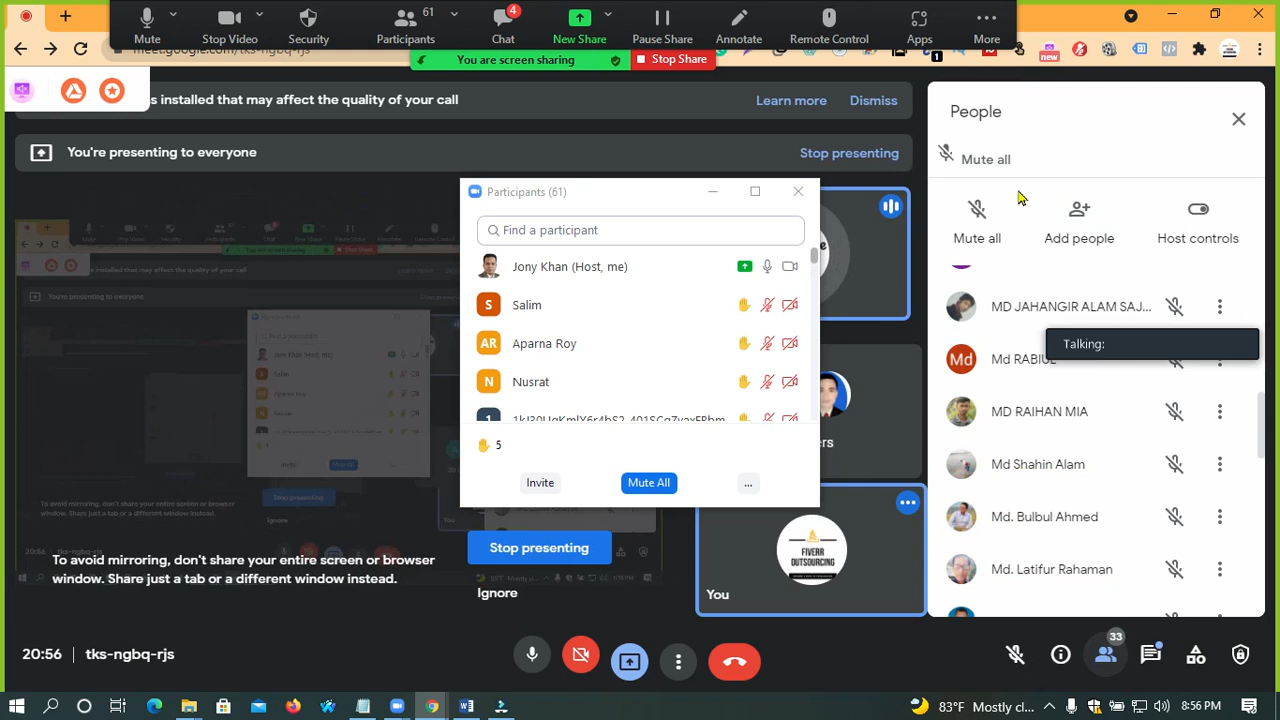 61
4
Mute
Stop Video
Security
Participants
Chat
New Share
Pause Share
Annotate
Remote Control
Apps
More
meet.google.com/tks-ngbq-rjs
You are screen sharing
Stop Share
new
1
s installed that may affect the quality of your call
Learn more
Dismiss
You're presenting to everyone
Stop presenting
People
Mute all
Mute all
Add people
Host controls
Participants (61)
Find a participant
Jony Khan (Host, me)
S Salim
AR Aparna Roy
N Nusrat
1
5
Invite
Mute All
...
MD JAHANGIR ALAM SAJ...
Talking:
Md Md RABIUL
MD RAIHAN MIA
Md Shahin Alam
Md. Bulbul Ahmed
Md. Latifur Rahaman
ers
FIVERR
OUTSOURCING
You
To avoid mirroring, don't share your entire screen or browser
window. Share just a tab or a different window instead.
Stop presenting
Ignore
20:56 | tks-ngbq-rjs
33
83°F Mostly cl...
8:56 PM